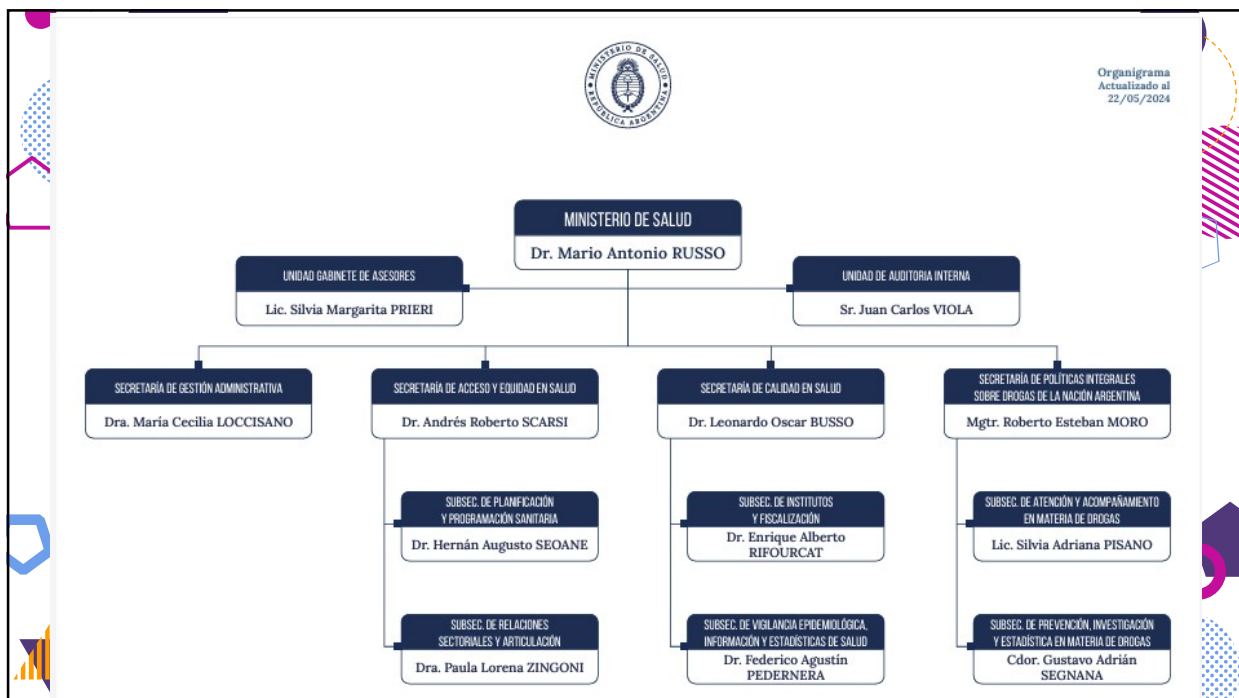 MINISTERIO DE SALUD
REPÚBLICA ARGENTINA
Organigrama
Actualizado al
22/05/2024
MINISTERIO DE SALUD
Dr. Mario Antonio RUSSO
UNIDAD GABINETE DE ASESORES
Lic. Silvia Margarita PRIERI
UNIDAD DE AUDITORIA INTERNA
Sr. Juan Carlos VIOLA
SECRETARÍA DE GESTIÓN ADMINISTRATIVA
Dra. María Cecilia LOCCISANO
SECRETARÍA DE ACCESO Y EQUIDAD EN SALUD
Dr. Andrés Roberto SCARSI
SECRETARÍA DE CALIDAD EN SALUD
Dr. Leonardo Oscar BUSSO
SECRETARÍA DE POLÍTICAS INTEGRALES
SOBRE DROGAS DE LA NACIÓN ARGENTINA
Mgtr. Roberto Esteban MORO
SUBSEC. DE PLANIFICACIÓN
Y PROGRAMACIÓN SANITARIA
Dr. Hernán Augusto SEOANE
SUBSEC. DE INSTITUTOS
Y FISCALIZACIÓN
Dr. Enrique Alberto
RIFOURCAT
SUBSEC. DE ATENCIÓN Y ACOMPAÑAMIENTO
EN MATERIA DE DROGAS
Lic. Silvia Adriana PISANO
SUBSEC. DE RELACIONES
SECTORIALES Y ARTICULACIÓN
Dra. Paula Lorena ZINGONI
SUBSEC. DE VIGILANCIA EPIDEMIOLÓGICA,
INFORMACIÓN Y ESTADÍSTICAS DE SALUD
Dr. Federico Agustín
PEDERNERA
SUBSEC. DE PREVENCIÓN, INVESTIGACIÓN
Y ESTADÍSTICA EN MATERIA DE DROGAS
Cdor. Gustavo Adrián
SEGNANA